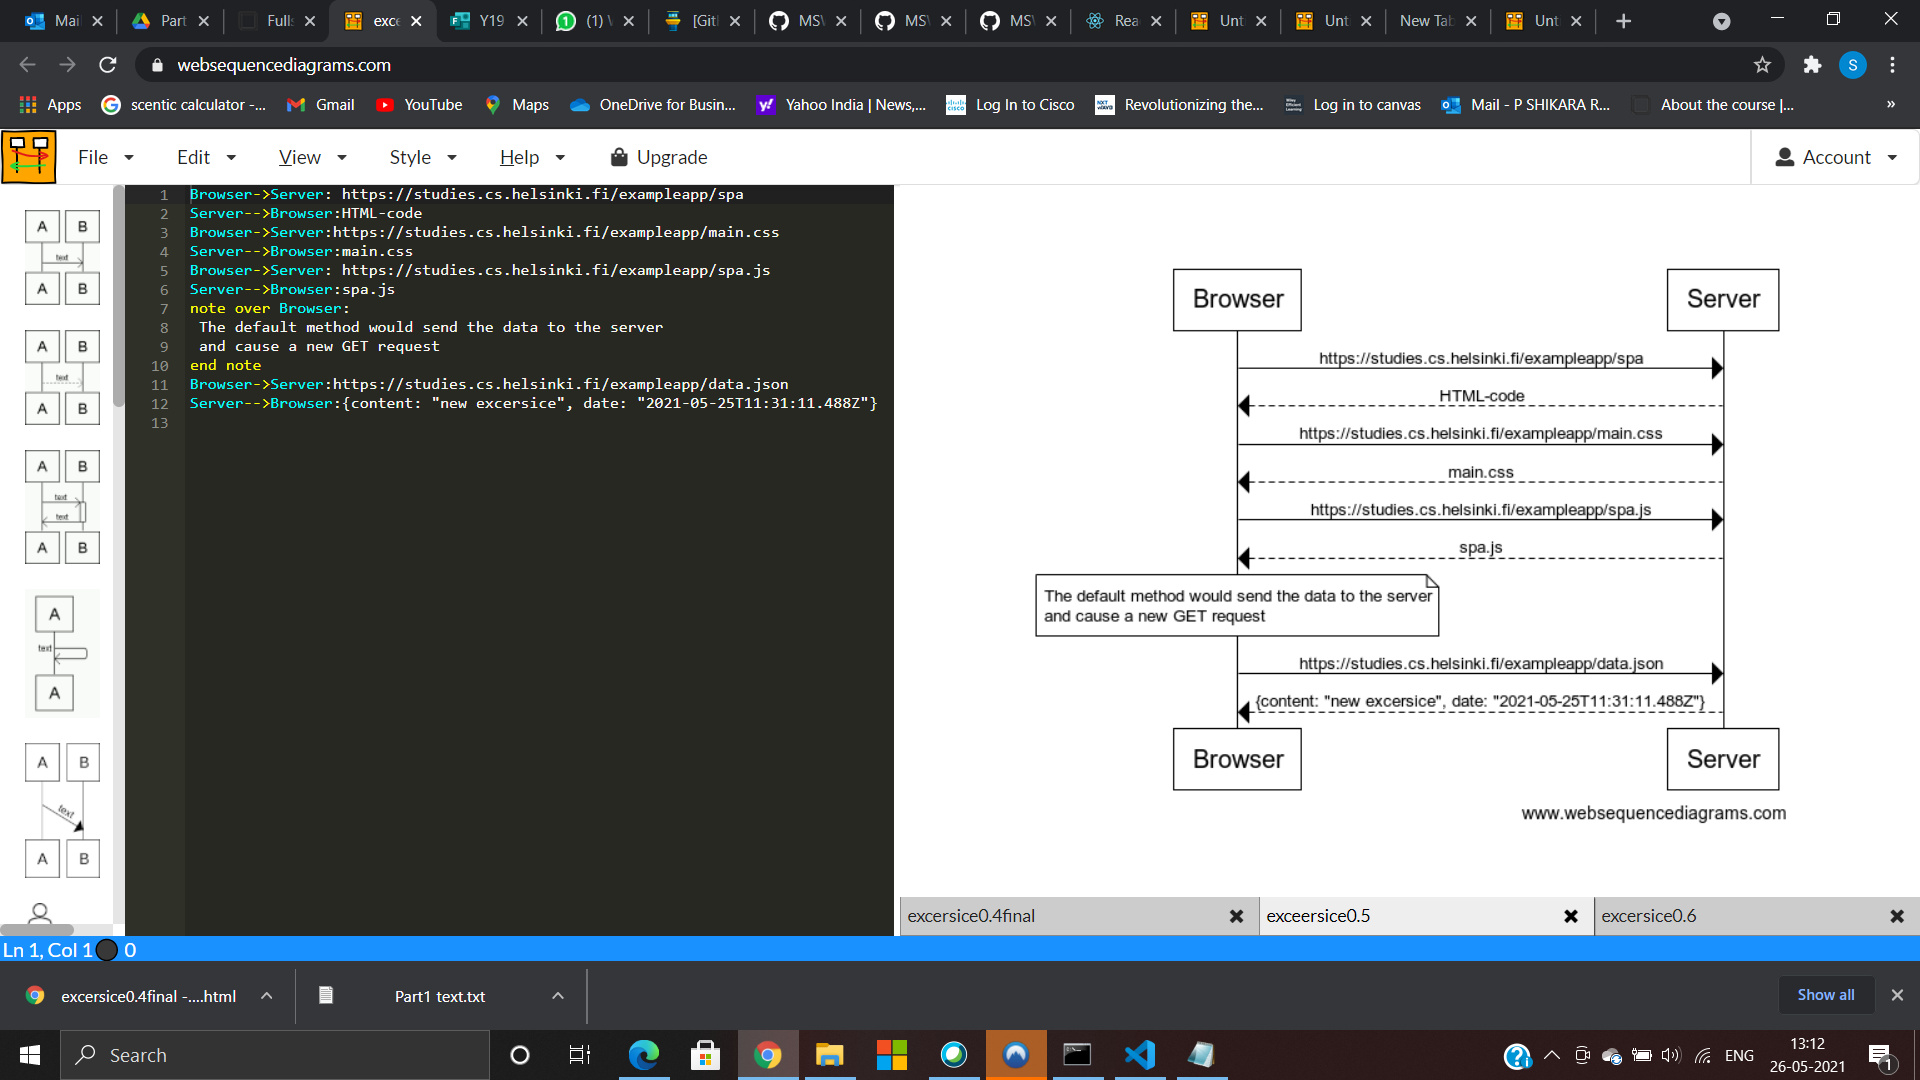 Mail
Part
Fulls
exce
Y19
(1) W
[Git
MSV
MSV
MSV
Rea
Unt
Unt
New Tab
Unt
websequencediagrams.com
S
Apps
scentic calculator -...
Gmail
YouTube
Maps
OneDrive for Busin...
Yahoo India | News,...
Log In to Cisco
Revolutionizing the...
Log in to canvas
Mail - P SHIKARA R...
About the course |...
»
File
Edit
View
Style
Help
Upgrade
Account
1 Browser->Server: https://studies.cs.helsinki.fi/exampleapp/spa
2 Server-->Browser:HTML-code
3 Browser->Server:https://studies.cs.helsinki.fi/exampleapp/main.css
4 Server-->Browser:main.css
5 Browser->Server: https://studies.cs.helsinki.fi/exampleapp/spa.js
6 Server-->Browser:spa.js
7 note over Browser:
8 The default method would send the data to the server
9 and cause a new GET request
10 end note
11 Browser->Server:https://studies.cs.helsinki.fi/exampleapp/data.json
12 Server-->Browser:{content: "new excersice", date: "2021-05-25T11:31:11.488Z"}
13
A B
text
A B
A B
text
A B
A B
text
text
A B
A
text
A
A B
text
A B
Browser Server
https://studies.cs.helsinki.fi/exampleapp/spa
HTML-code
https://studies.cs.helsinki.fi/exampleapp/main.css
main.css
https://studies.cs.helsinki.fi/exampleapp/spa.js
spa.js
The default method would send the data to the server
and cause a new GET request
https://studies.cs.helsinki.fi/exampleapp/data.json
{content: "new excersice", date: "2021-05-25T11:31:11.488Z"}
Browser Server
www.websequencediagrams.com
excersice0.4final
exceersice0.5
excersice0.6
Ln 1, Col 1 0
excersice0.4final -....html
Part1 text.txt
Show all
Search
ENG
13:12
26-05-2021
1